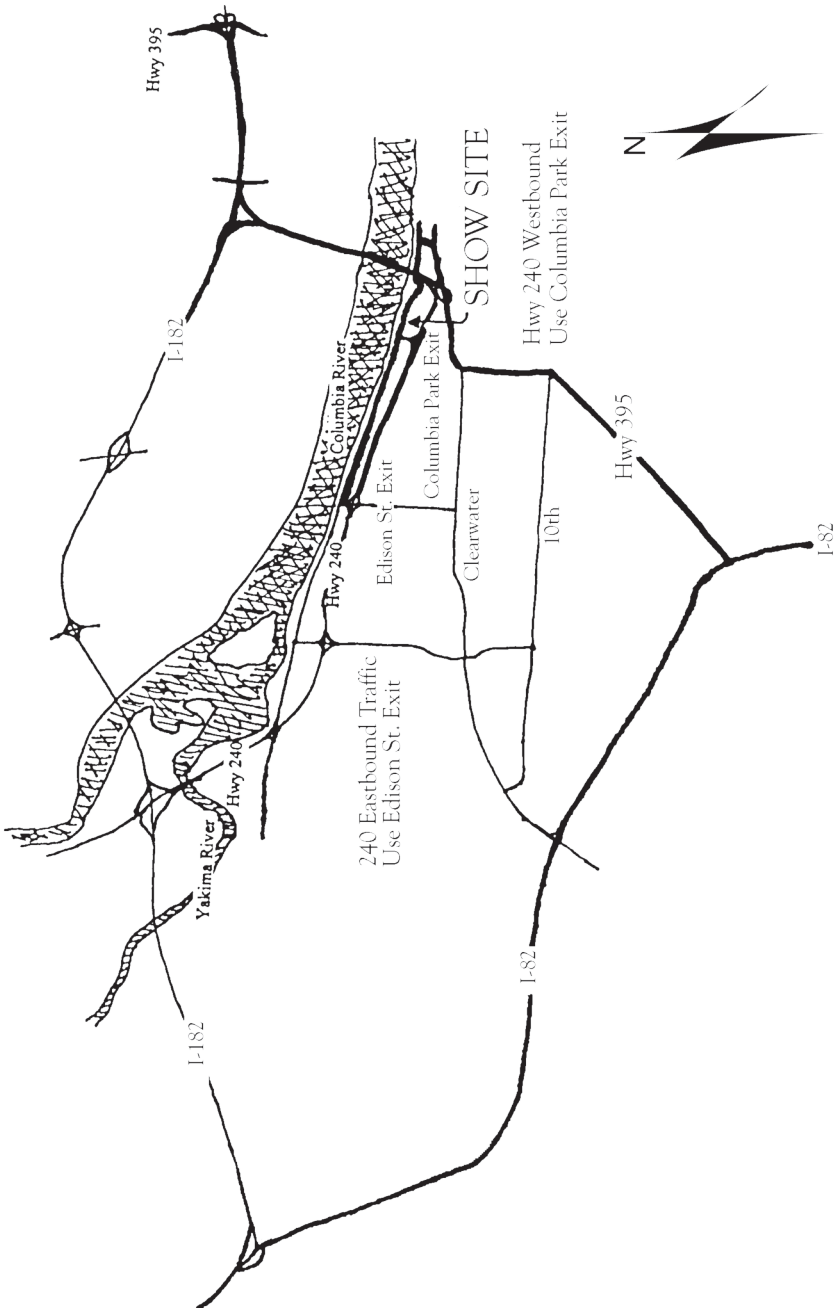 Hwy 395
I-182
Columbia River
SHOW SITE
Hwy 240 Westbound
Use Columbia Park Exit
N
Columbia Park Exit
Edison St. Exit
Hwy 240
Clearwater
10th
Hwy 395
I-82
240 Eastbound Traffic
Use Edison St. Exit
Hwy 240
Yakima River
I-182
I-82